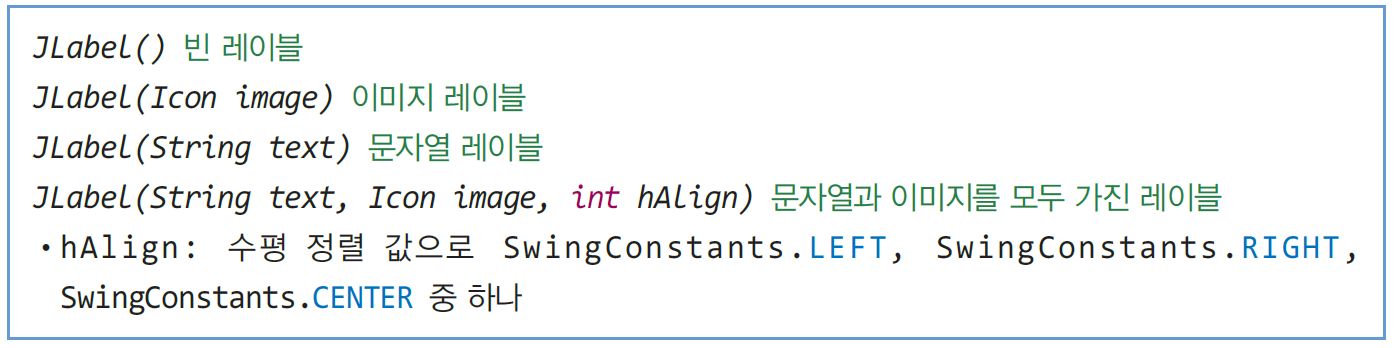 JLabel() 빈 레이블
JLabel(Icon image) 이미지 레이블
JLabel(String text) 문자열 레이블
JLabel(String text, Icon image, int hAlign) 문자열과 이미지를 모두 가진 레이블
•hAlign: 수평 정렬 값으로 SwingConstants.LEFT, SwingConstants.RIGHT,
SwingConstants.CENTER 중 하나